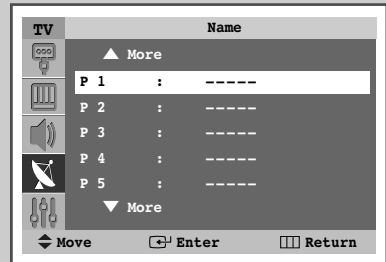 TV Name
▲ More
P 1 : -----
P 2 : -----
P 3 : -----
P 4 : -----
P 5 : -----
▼ More
Move Enter Return